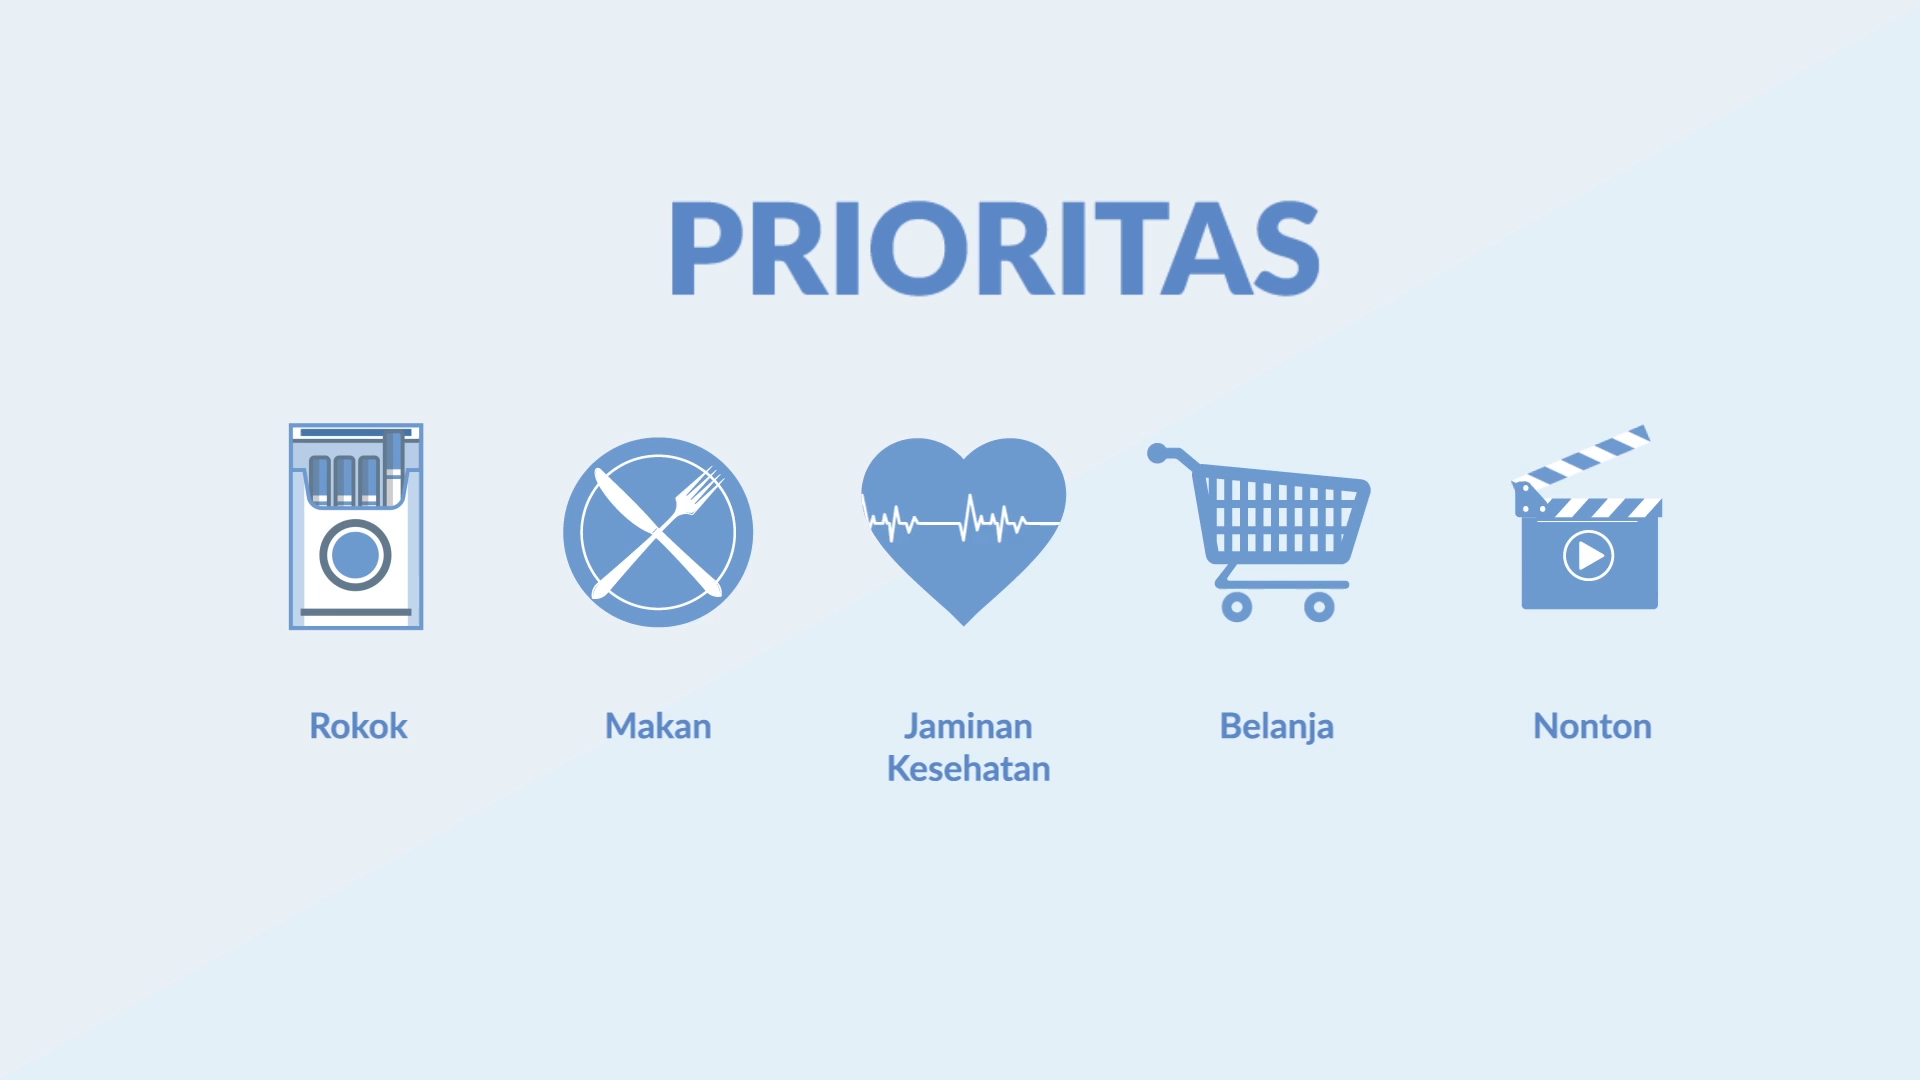 PRIORITAS
Rokok
Makan
Jaminan
Kesehatan
Belanja
Nonton